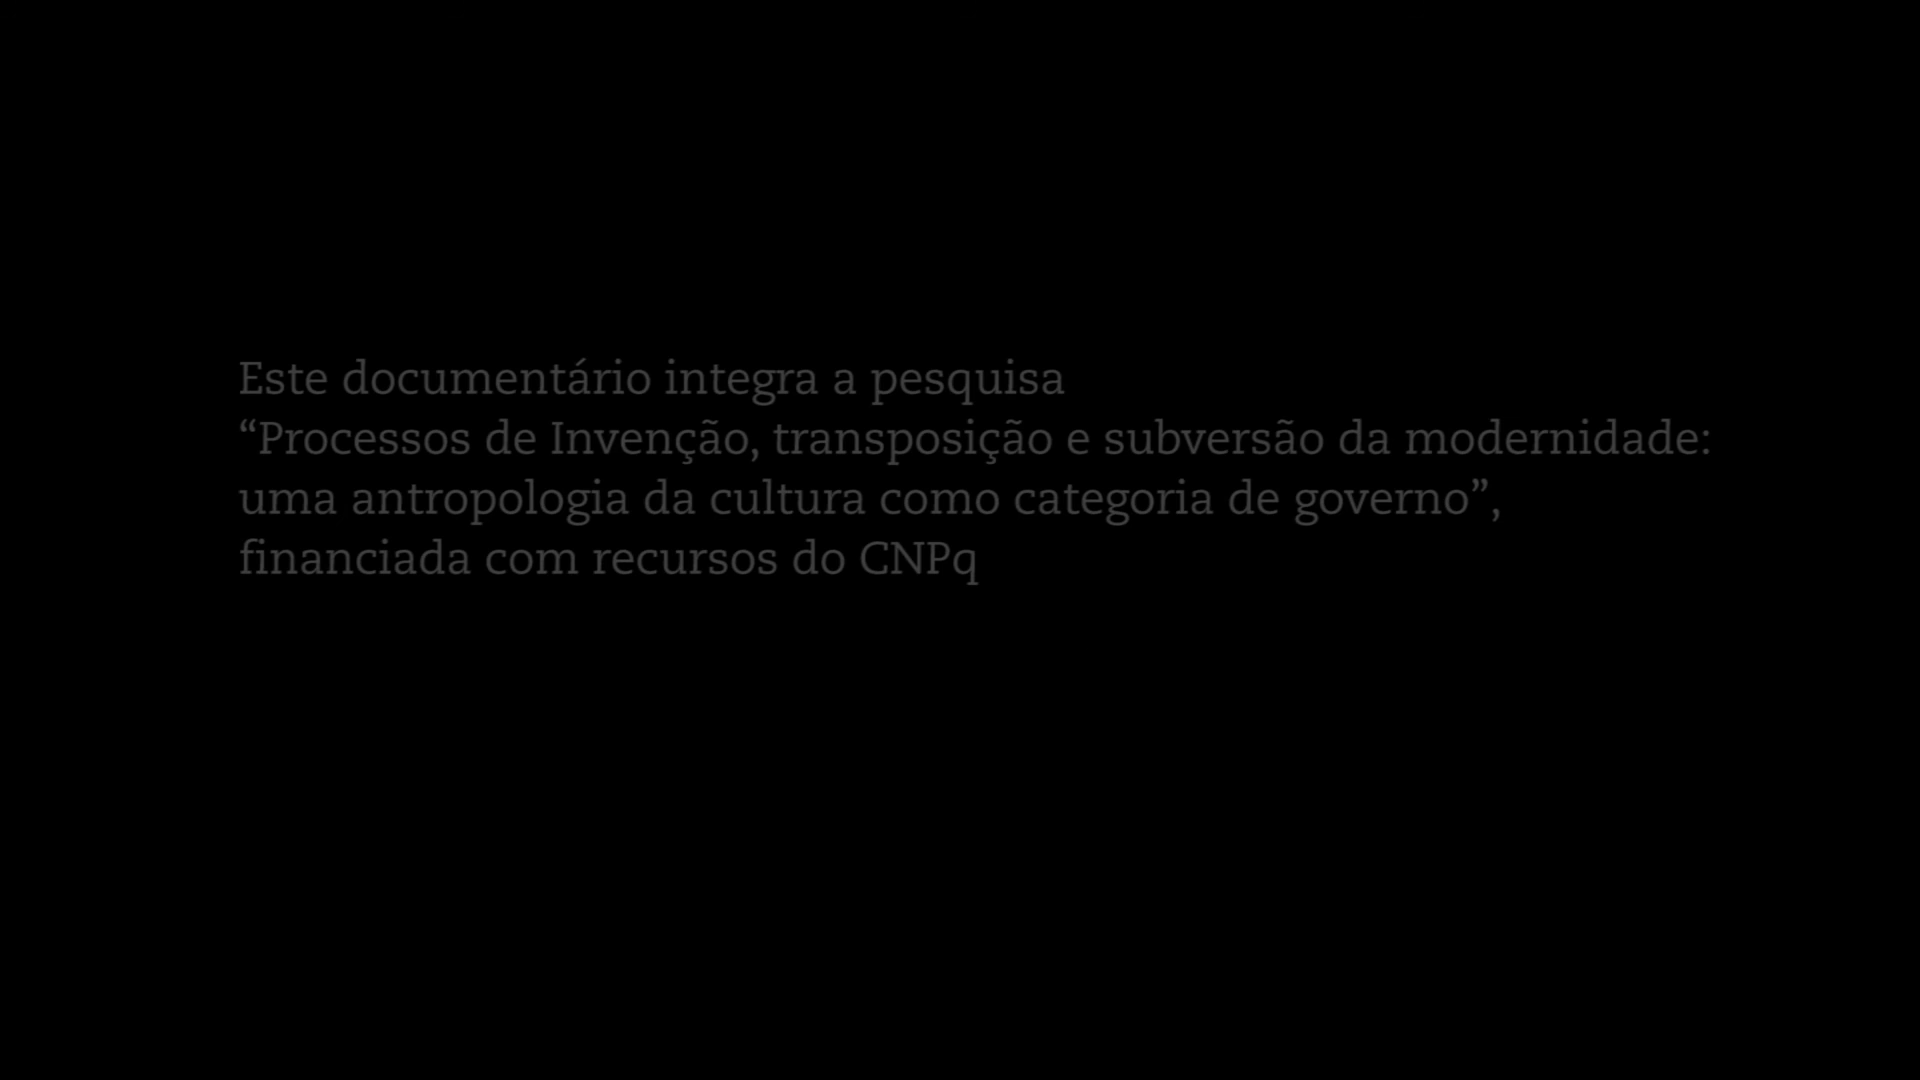 Este documentário integra a pesquisa
“Processos de Invenção, transposição e subversão da modernidade:
uma antropologia da cultura como categoria de governo”,
financiada com recursos do CNPq